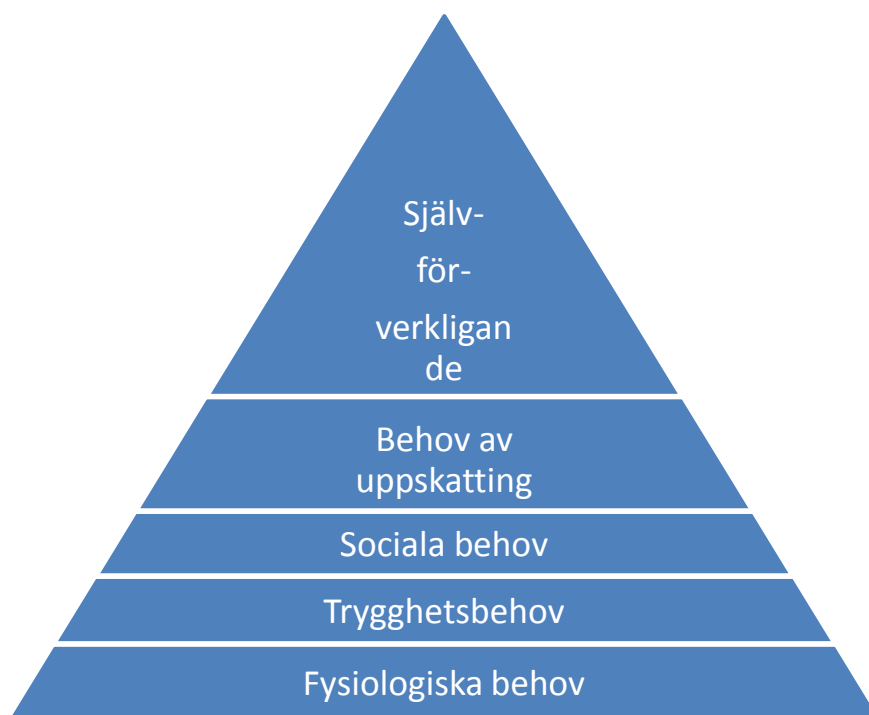 Själv-
för-
verkligan
de
Behov av
uppskatting
Sociala behov
Trygghetsbehov
Fysiologiska behov